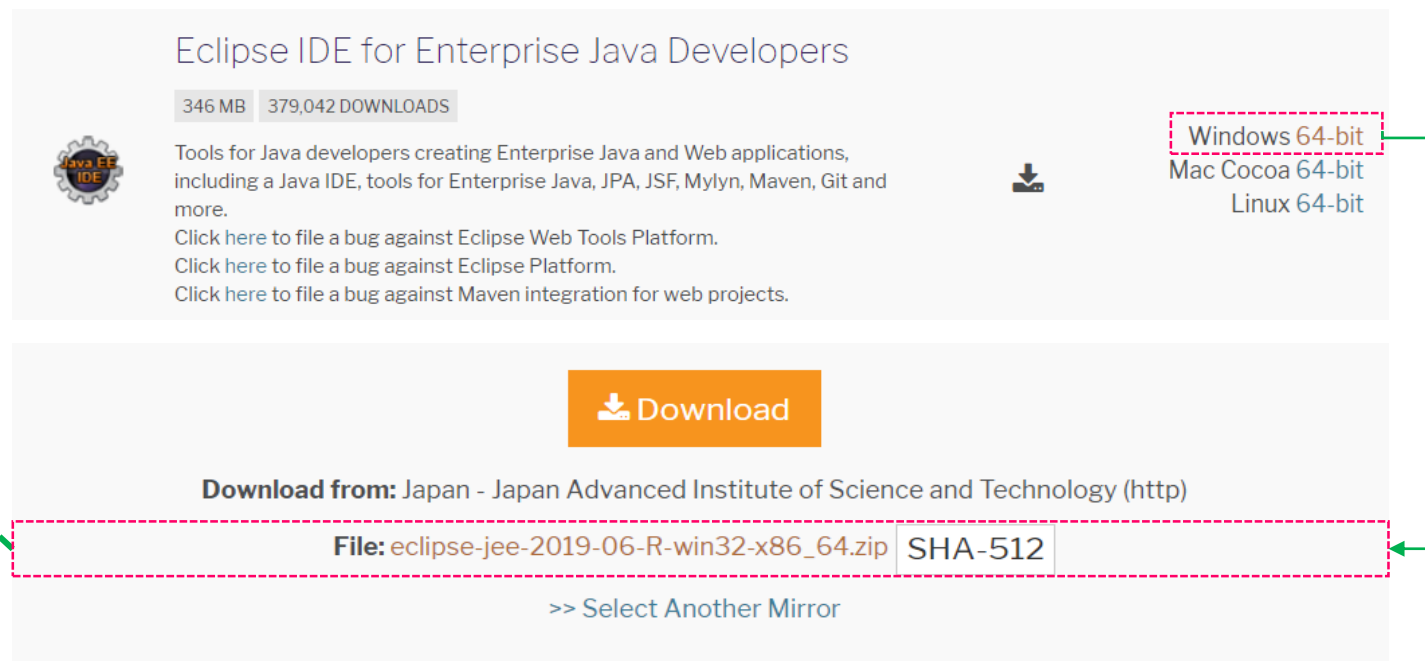 Eclipse IDE for Enterprise Java Developers
346 MB 379,042 DOWNLOADS
Java EE
IDE
Tools for Java developers creating Enterprise Java and Web applications,
including a Java IDE, tools for Enterprise Java, JPA, JSF, Mylyn, Maven, Git and
more.
Click here to file a bug against Eclipse Web Tools Platform.
Click here to file a bug against Eclipse Platform.
Click here to file a bug against Maven integration for web projects.
Windows 64-bit
Mac Cocoa 64-bit
Linux 64-bit
Download
Download from: Japan - Japan Advanced Institute of Science and Technology (http)
File: eclipse-jee-2019-06-R-win32-x86_64.zip SHA-512
>> Select Another Mirror